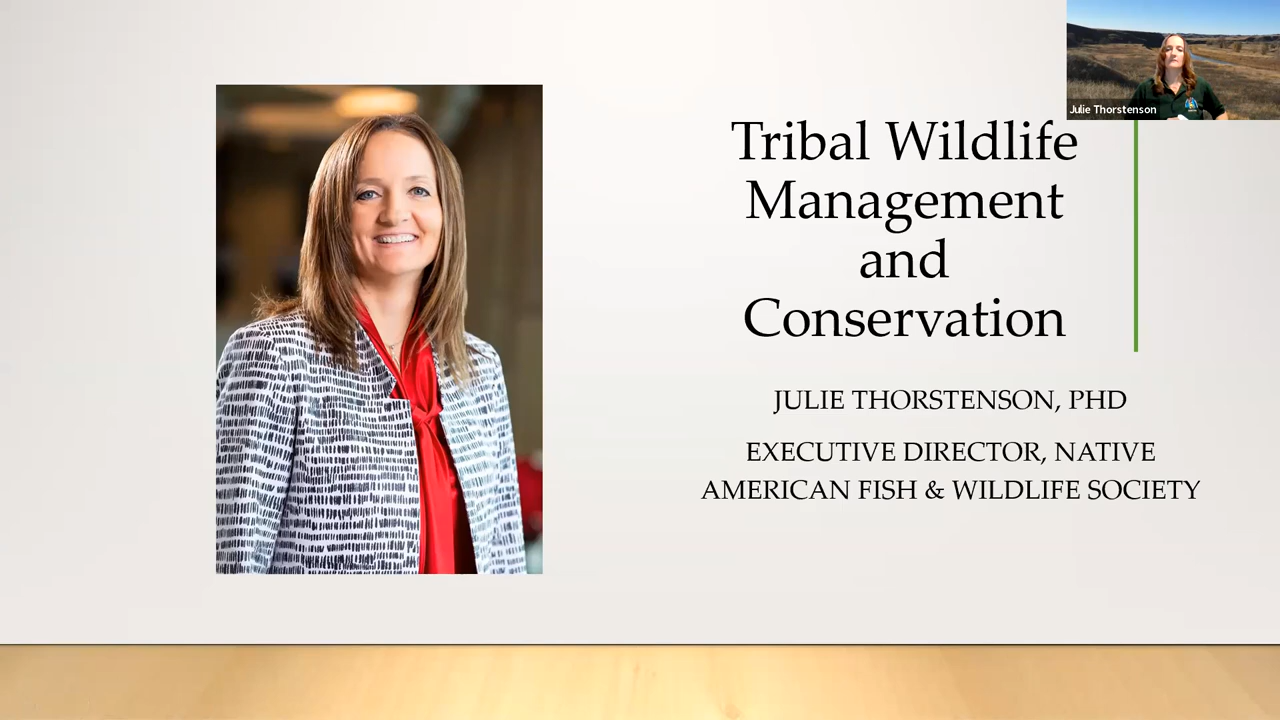 Julie Thorstenson
Tribal Wildlife
Management
and
Conservation
JULIE THORSTENSON, PHD
EXECUTIVE DIRECTOR, NATIVE
AMERICAN FISH & WILDLIFE SOCIETY